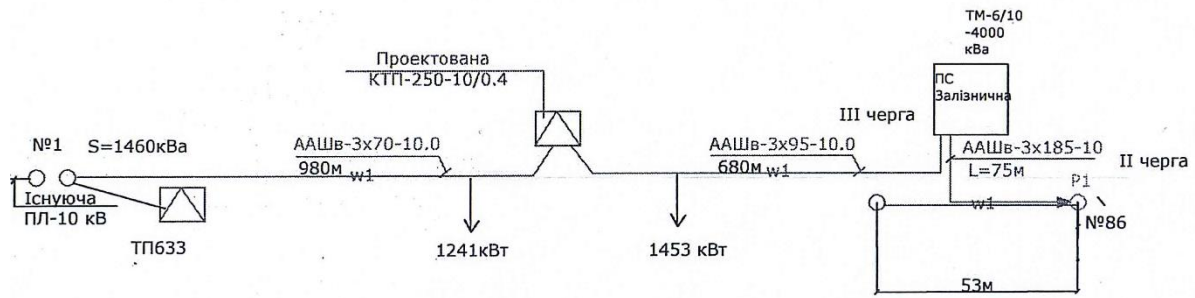 ТМ-6/10
-4000
кВа
Проектована
КТП-250-10/0.4
ПС
Залізнична
ІІІ черга
№1
S=1460кВа
ААШв-3х70-10.0
980м
w1
ААШв-3х95-10.0
680м
w1
ААШв-3х185-10
L=75м
ІІ черга
Існуюча
ПЛ-10 кВ
w1
Р1
№86
ТП633
1241кВт
1453 кВт
53м